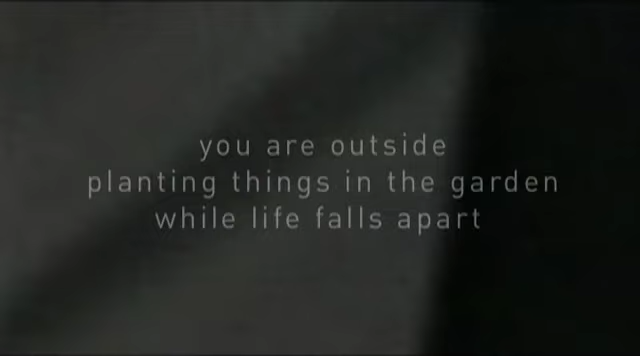 you are outside
planting things in the garden
while life falls apart